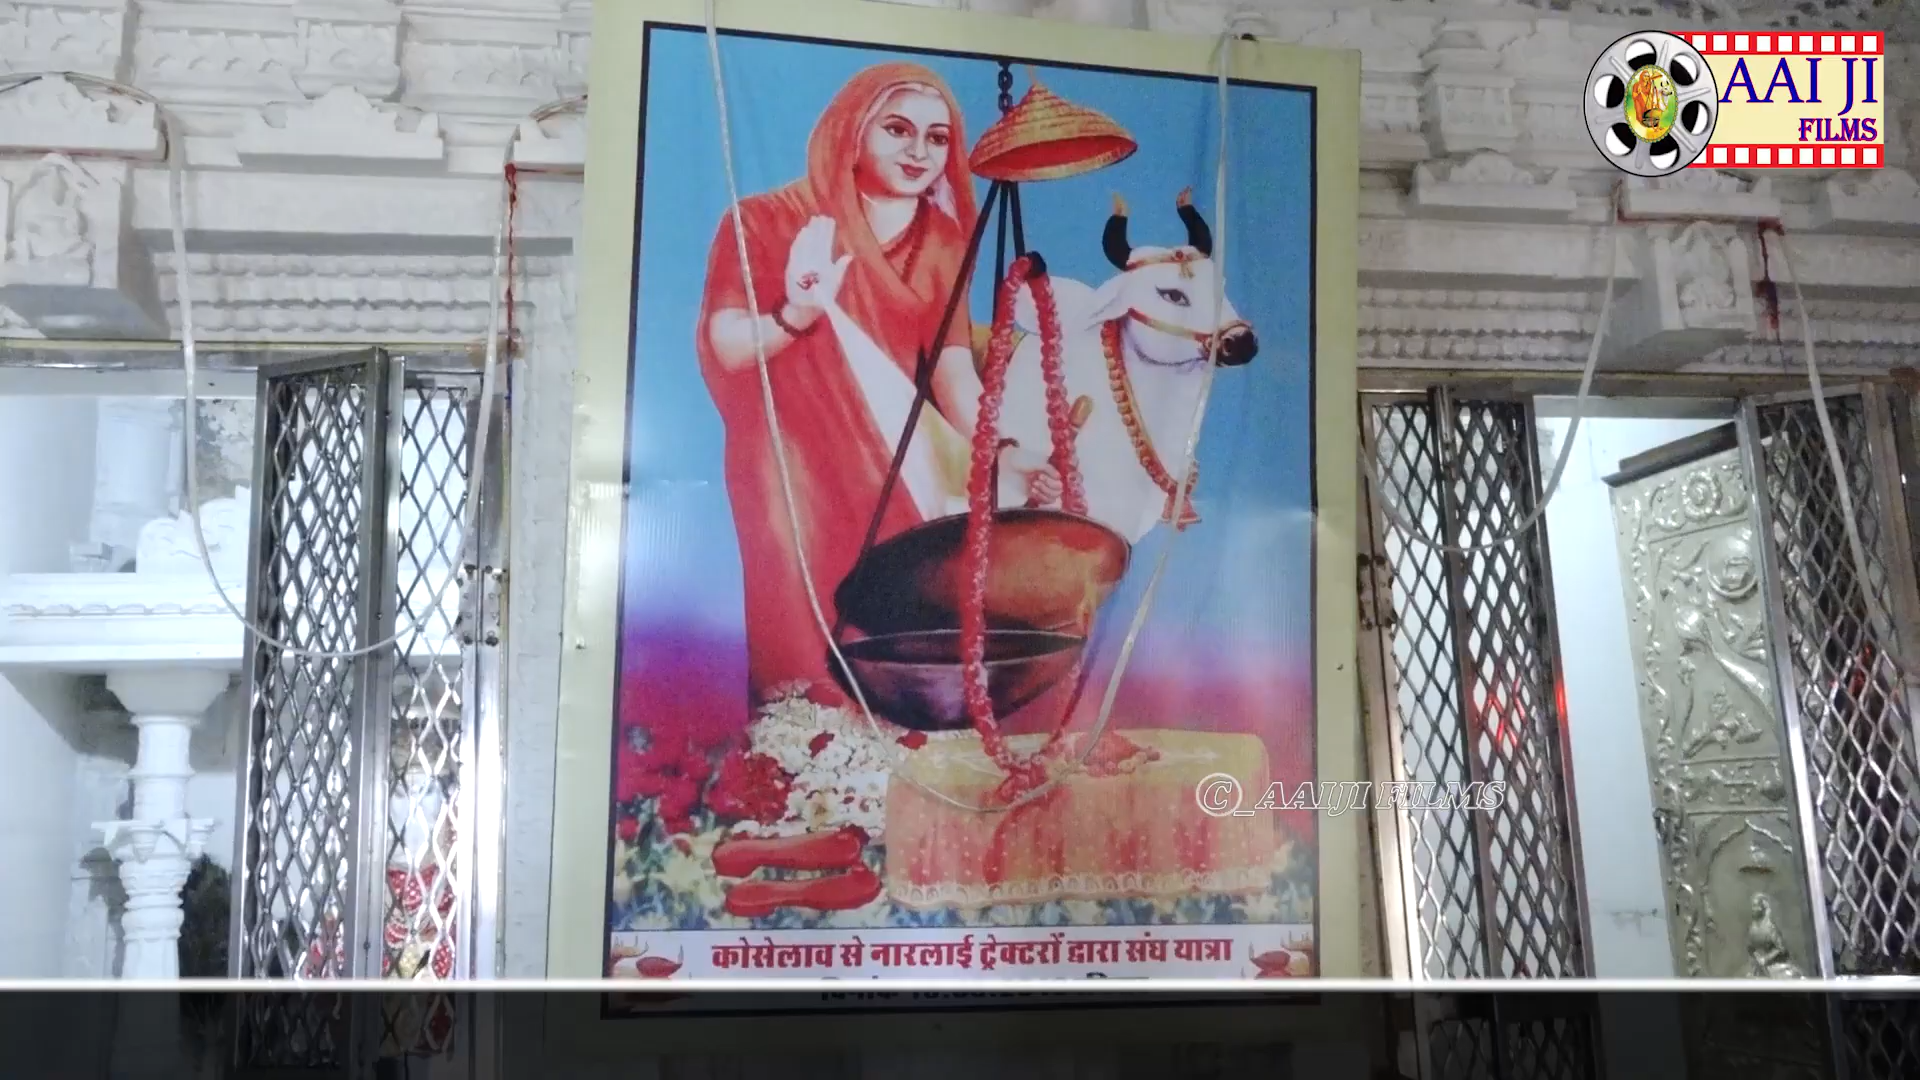 AAI JI
FILMS
ॐ
C_AAIJI FILMS
कोसेलाव से नारलाई ट्रेक्टरों द्वारा संघ यात्रा